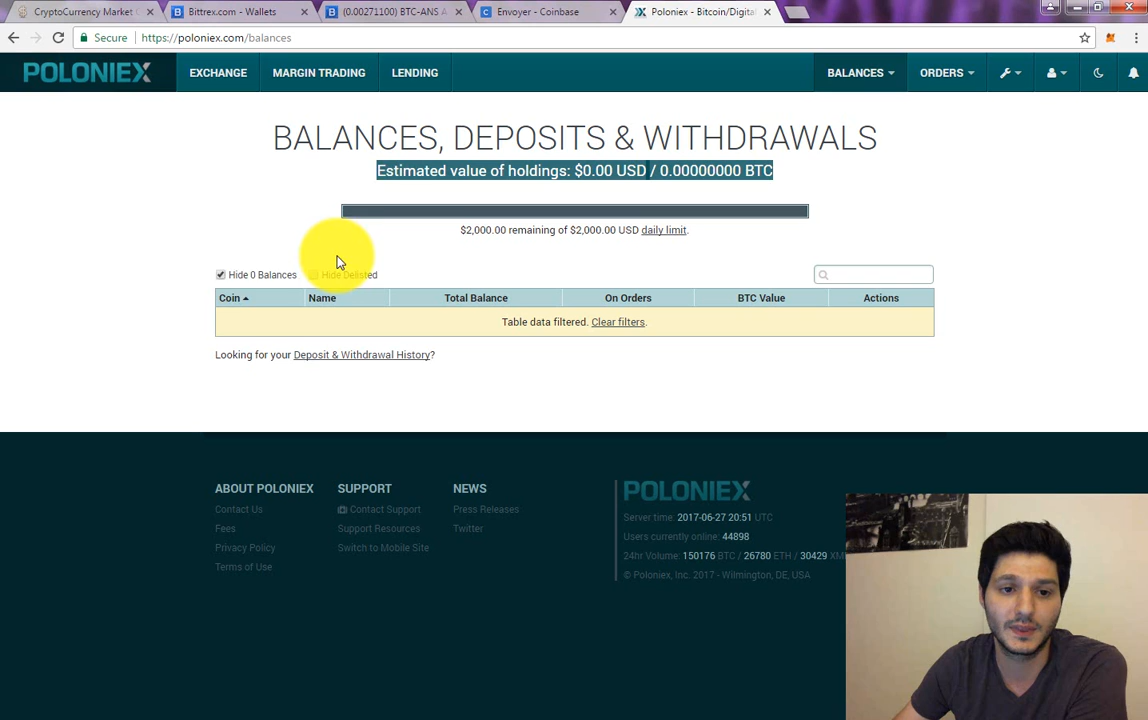 CryptoCurrency Market C
Bittrex.com - Wallets
(0.00271100) BTC-ANS A
Envoyer - Coinbase
Poloniex - Bitcoin/Digital
Secure
https://poloniex.com/balances
POLONIEX
EXCHANGE
MARGIN TRADING
LENDING
BALANCES
ORDERS
BALANCES, DEPOSITS & WITHDRAWALS
Estimated value of holdings: $0.00 USD / 0.00000000 BTC
$2,000.00 remaining of $2,000.00 USD daily limit.
Hide 0 Balances
Hide Delisted
Coin Name Total Balance On Orders BTC Value Actions
Table data filtered. Clear filters.
Looking for your Deposit & Withdrawal History?
ABOUT POLONIEX
Contact Us
Fees
Privacy Policy
Terms of Use
SUPPORT
Contact Support
Support Resources
Switch to Mobile Site
NEWS
Press Releases
Twitter
POLONIEX
Server time: 2017-06-27 20:51 UTC
Users currently online: 44898
24hr Volume: 150176 BTC / 26780 ETH / 30429 XM
© Poloniex, Inc. 2017 - Wilmington, DE, USA